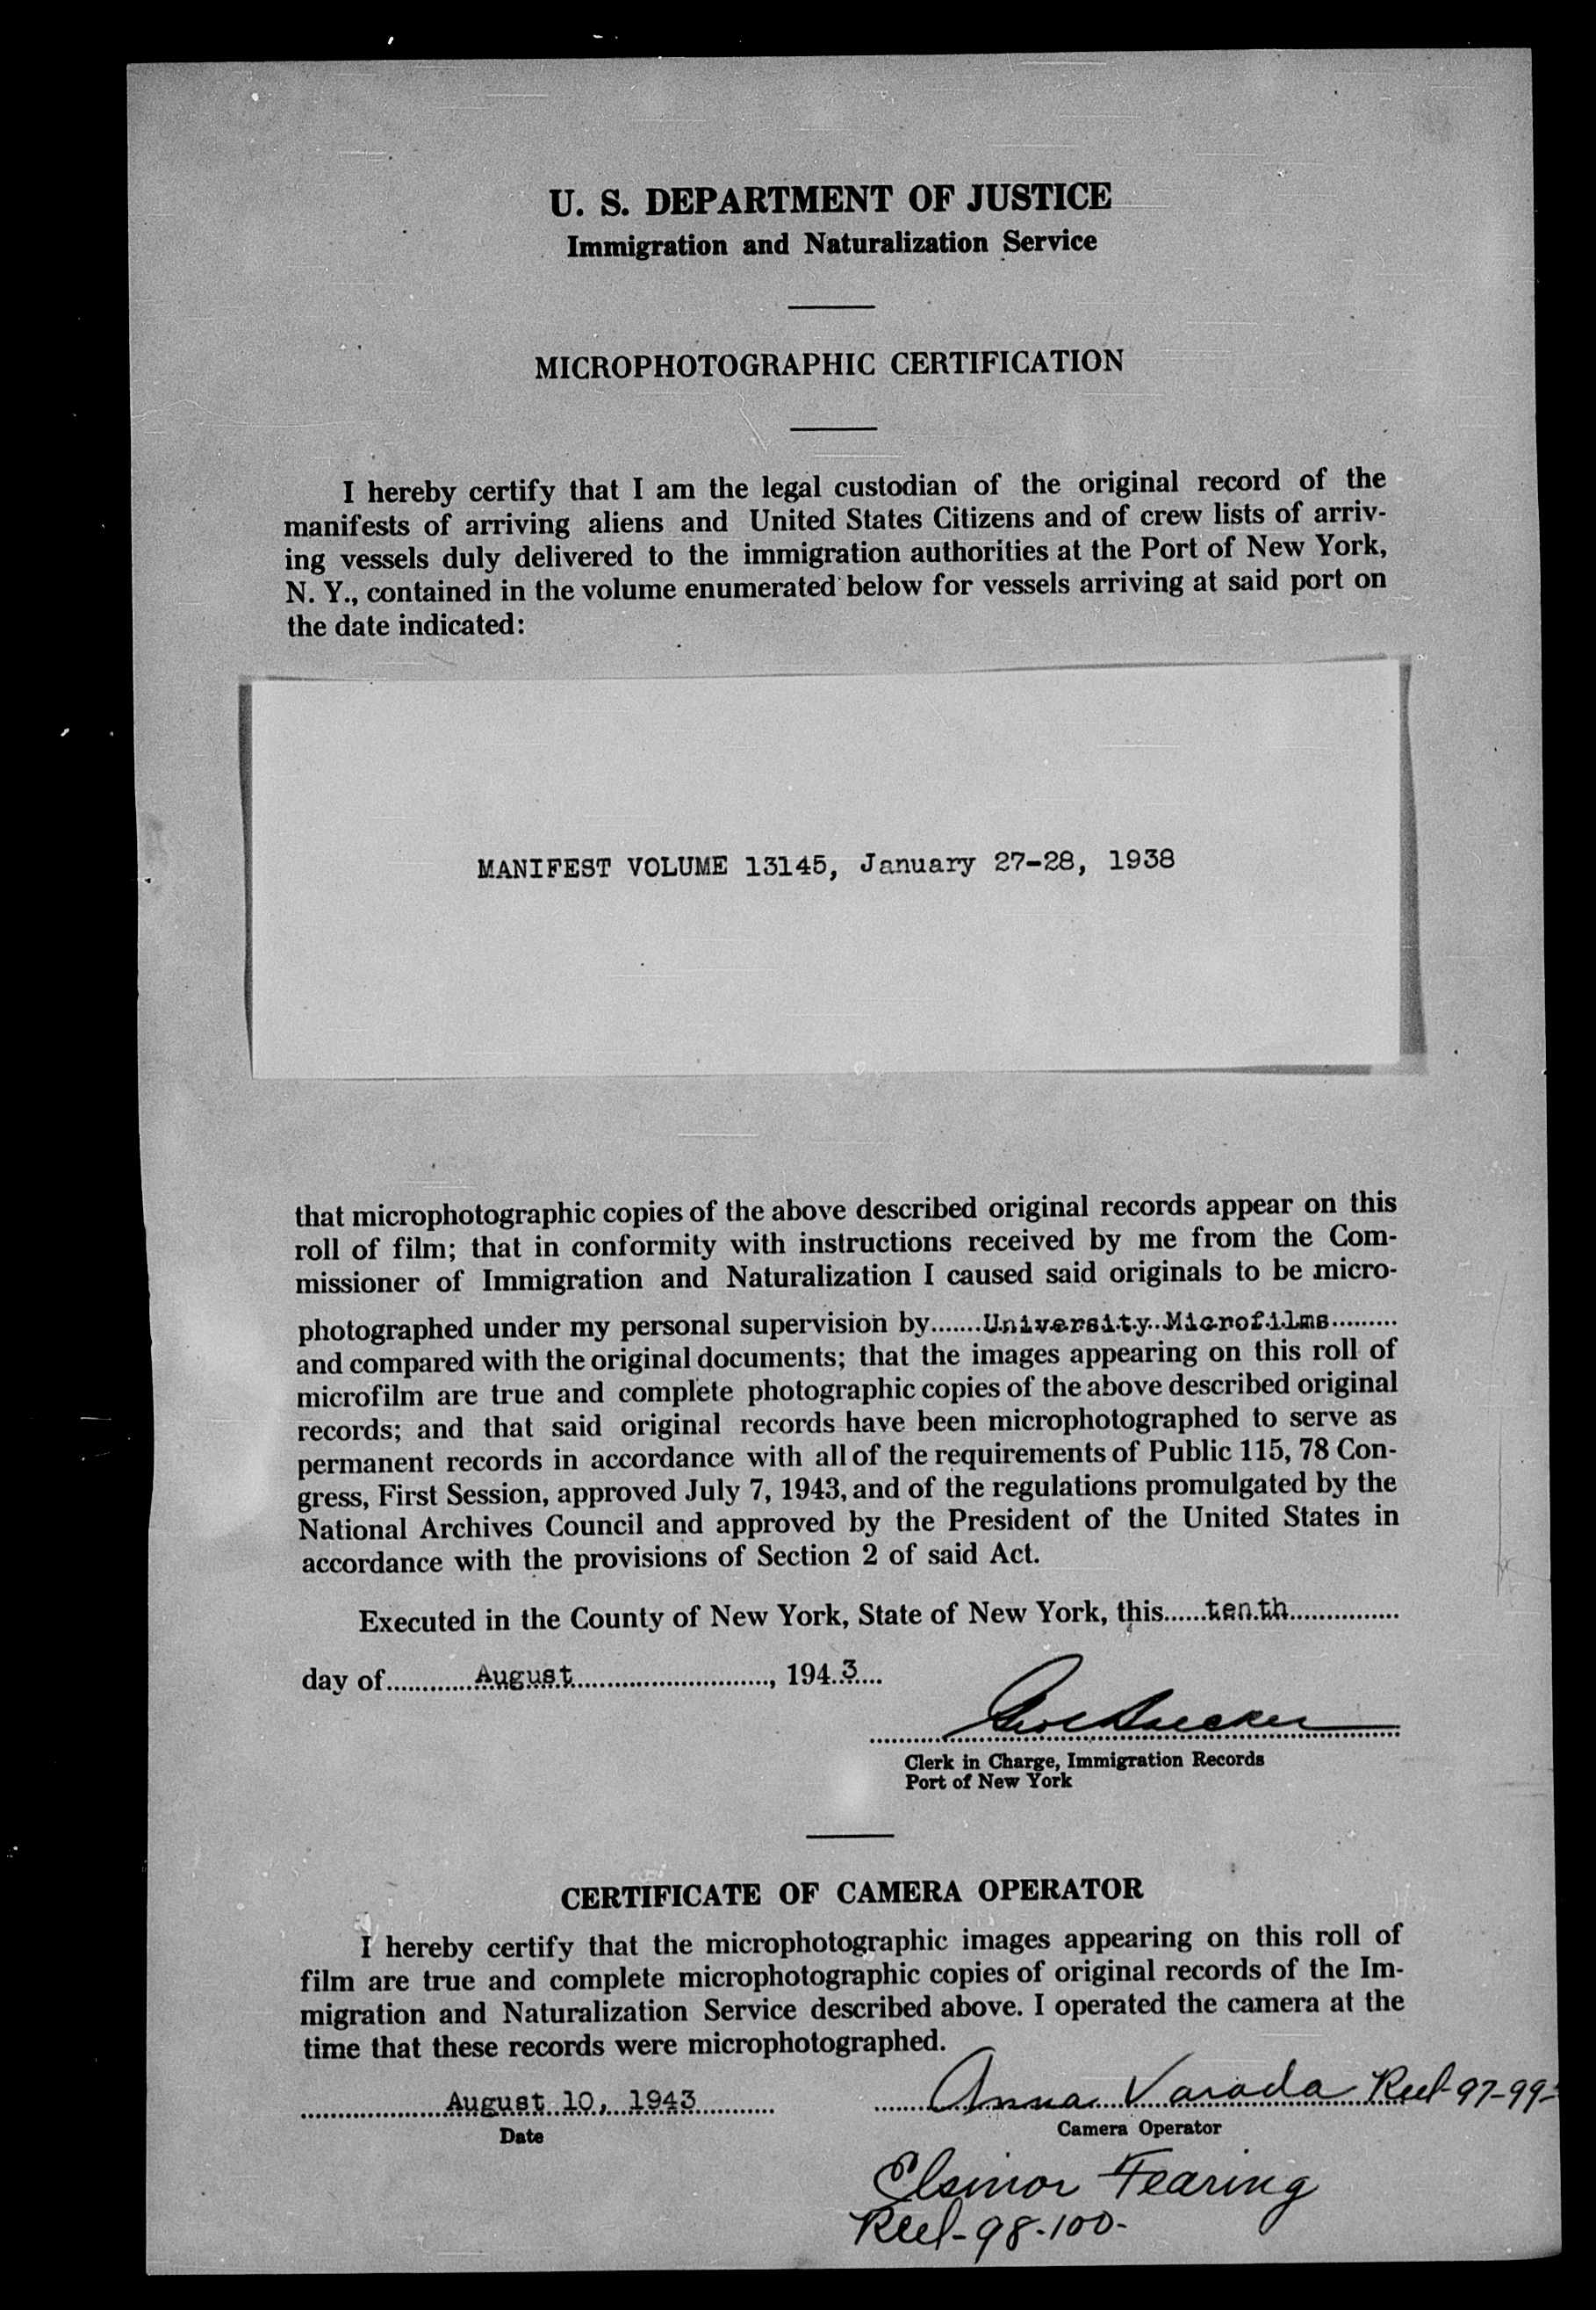 U. S. DEPARTMENT OF JUSTICE
Immigration and Naturalization Service
MICROPHOTOGRAPHIC CERTIFICATION
I hereby certify that I am the legal custodian of the original record of the
manifests of arriving aliens and United States Citizens and of crew lists of arriv-
ing vessels duly delivered to the immigration authorities at the Port of New York,
N. Y., contained in the volume enumerated below for vessels arriving at said port on
the date indicated:
MANIFEST VOLUME 13145, January 27-28, 1938
that microphotographic copies of the above described original records appear on this
roll of film; that in conformity with instructions received by me from the Com-
missioner of Immigration and Naturalization I caused said originals to be micro-
photographed under my personal supervision by.......University Microfilms.........
and compared with the original documents; that the images appearing on this roll of
microfilm are true and complete photographic copies of the above described original
records; and that said original records have been microphotographed to serve as
permanent records in accordance with all of the requirements of Public 115, 78 Con-
gress, First Session, approved July 7, 1943, and of the regulations promulgated by the
National Archives Council and approved by the President of the United States in
accordance with the provisions of Section 2 of said Act.
Executed in the County of New York, State of New York, this......tenth...............
day of............August............................, 194..3....
Clerk in Charge, Immigration Records
Port of New York
CERTIFICATE OF CAMERA OPERATOR
I hereby certify that the microphotographic images appearing on this roll of
film are true and complete microphotographic copies of original records of the Im-
migration and Naturalization Service described above. I operated the camera at the
time that these records were microphotographed.
August 10, 1943 Anna Varada Reel-97-99-
Date Camera Operator
Elsinor Fearing
Reel-98-100-